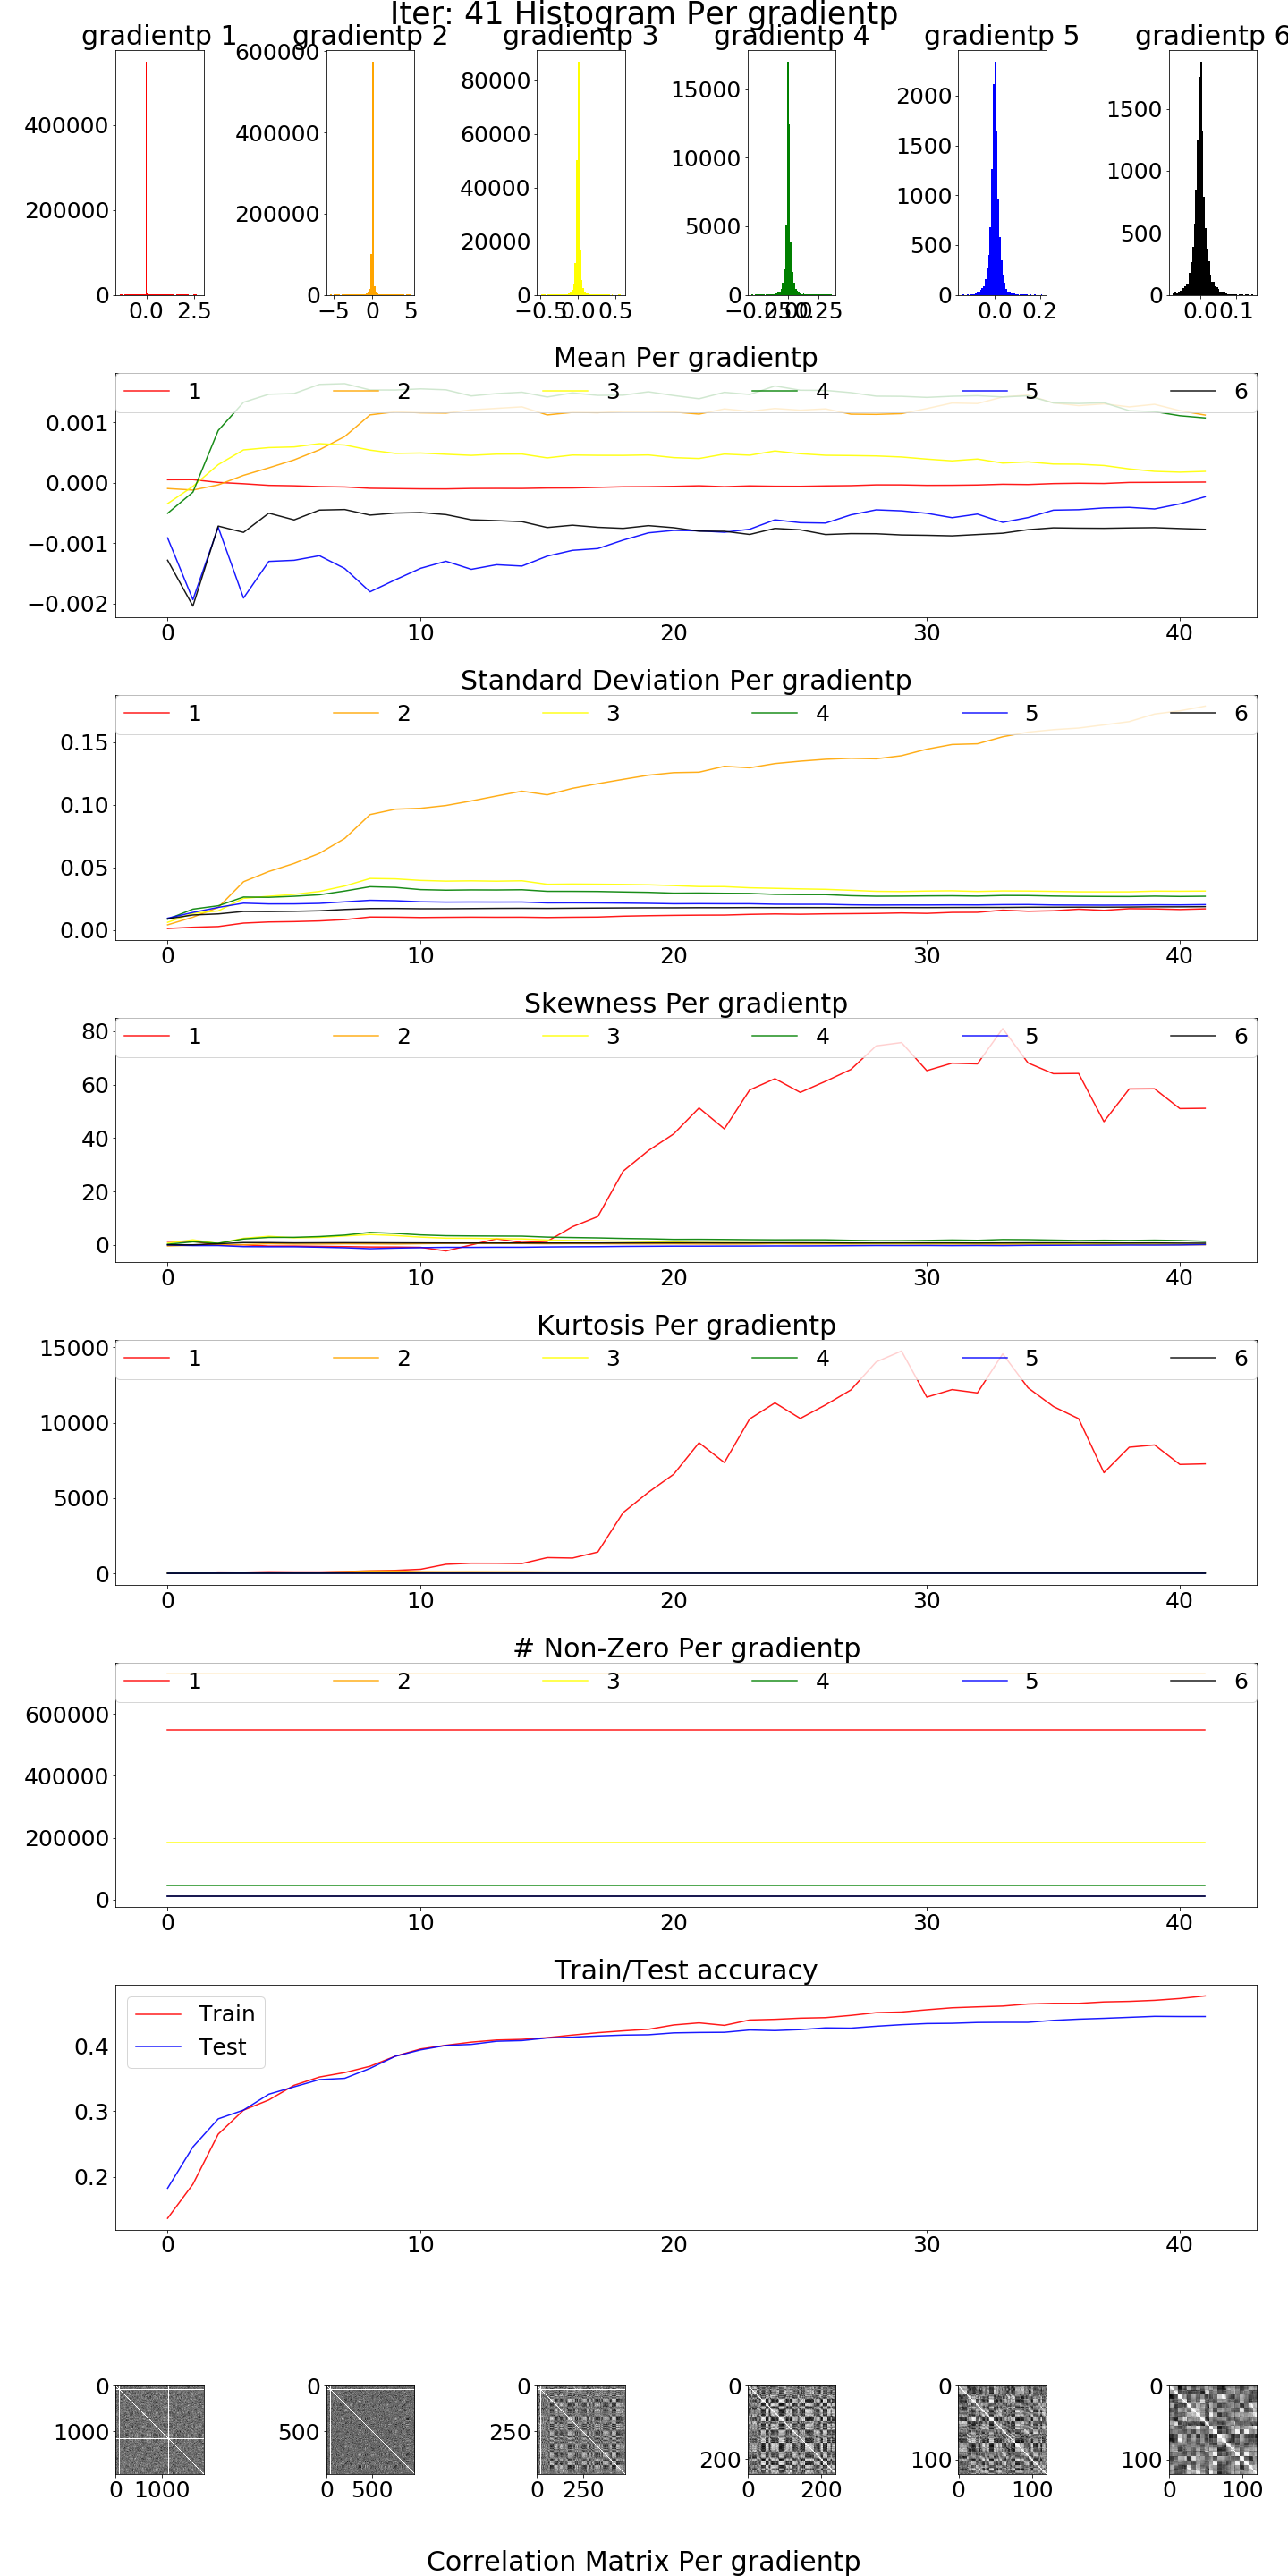 Iter: 41 Histogram Per gradientp
gradientp 1 gradientp 2 gradientp 3 gradientp 4 gradientp 5 gradientp 6
400000
200000
0
0.0 2.5
600000
400000
200000
0
−5 0 5
80000
60000
40000
20000
0
−0.5 0.0 0.5
15000
10000
5000
0
−0.25 0.00 0.25
2000
1500
1000
500
0
0.0 0.2
1500
1000
500
0
0.0 0.1
Mean Per gradientp
1 2 3 4 5 6
0.001
0.000
−0.001
−0.002
0 10 20 30 40
Standard Deviation Per gradientp
1 2 3 4 5 6
0.15
0.10
0.05
0.00
0 10 20 30 40
Skewness Per gradientp
1 2 3 4 5 6
80
60
40
20
0
0 10 20 30 40
Kurtosis Per gradientp
1 2 3 4 5 6
15000
10000
5000
0
0 10 20 30 40
# Non-Zero Per gradientp
1 2 3 4 5 6
600000
400000
200000
0
0 10 20 30 40
Train/Test accuracy
Train
Test
0.4
0.3
0.2
0 10 20 30 40
0
1000
0 1000
0
500
0 500
0
250
0 250
0
200
0 200
0
100
0 100
0
100
0 100
Correlation Matrix Per gradientp